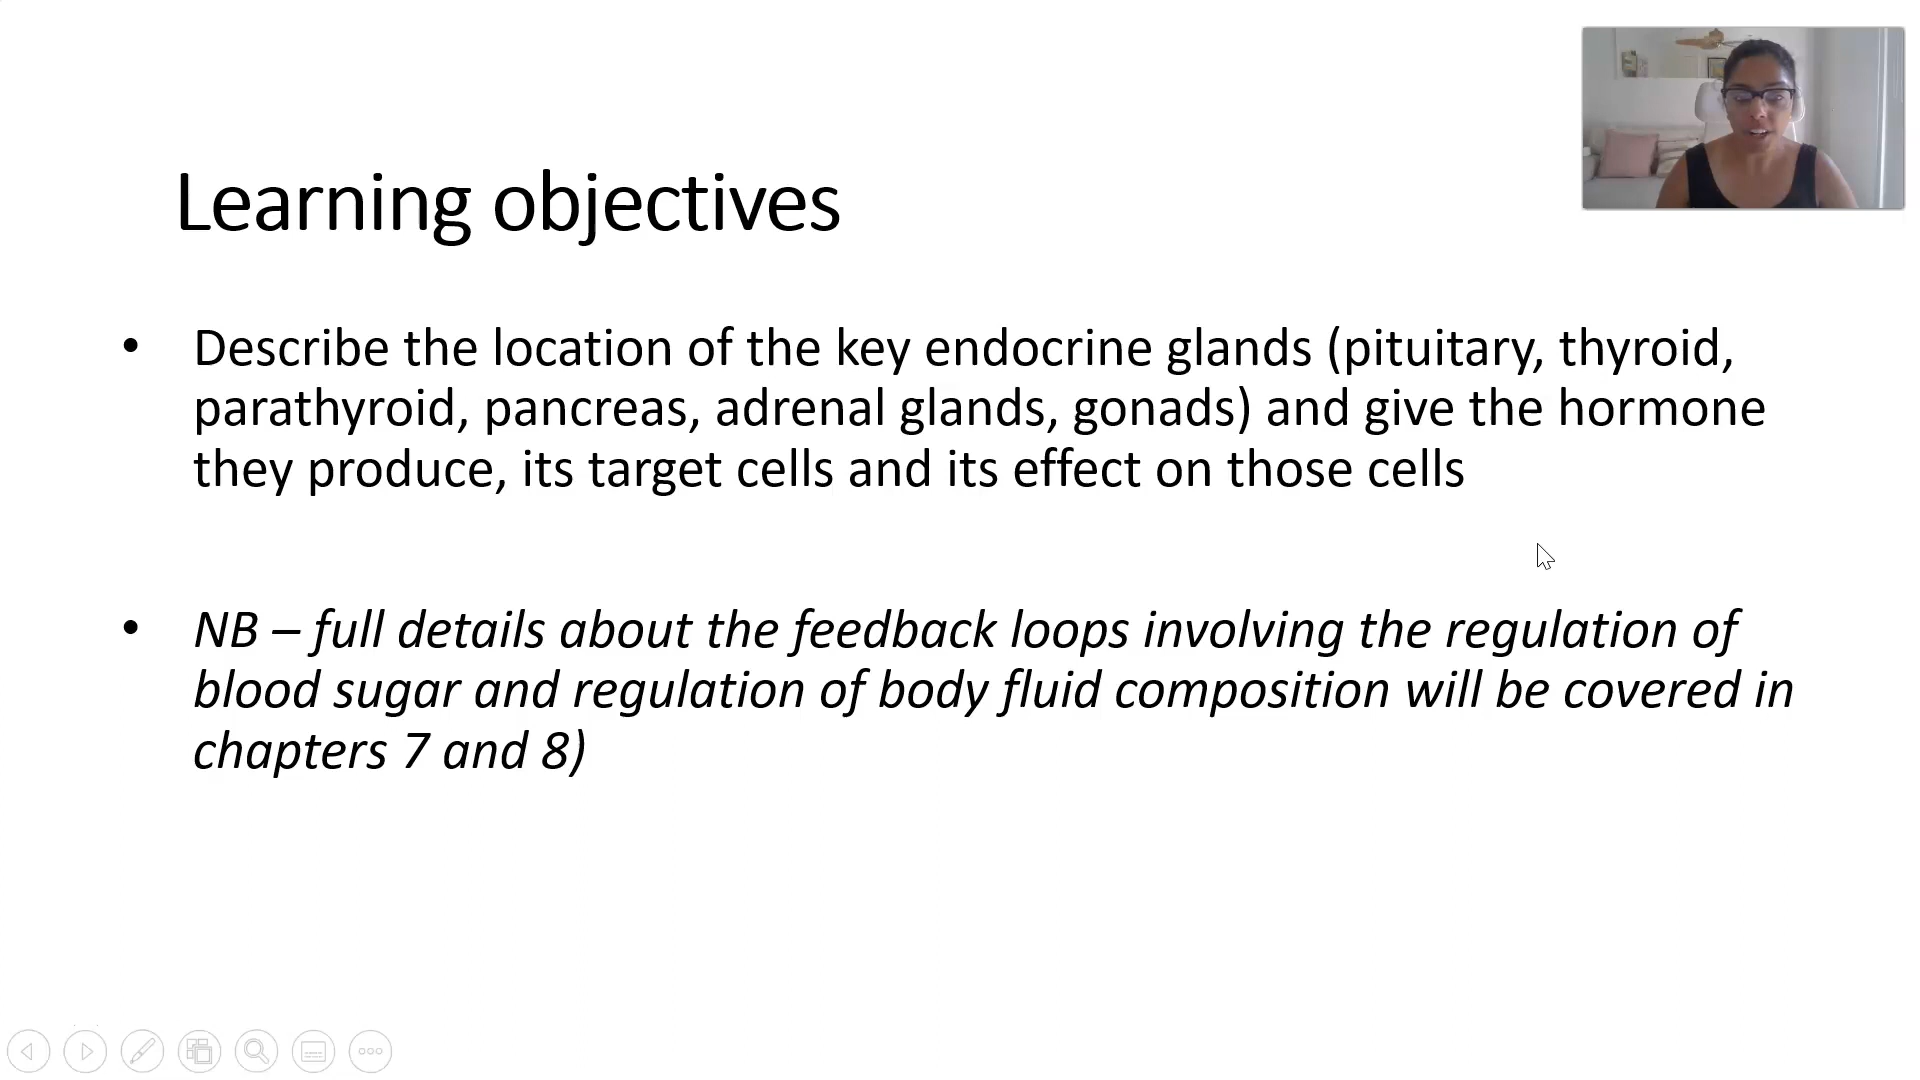 Learning objectives
• Describe the location of the key endocrine glands (pituitary, thyroid,
parathyroid, pancreas, adrenal glands, gonads) and give the hormone
they produce, its target cells and its effect on those cells
• NB – full details about the feedback loops involving the regulation of
blood sugar and regulation of body fluid composition will be covered in
chapters 7 and 8)